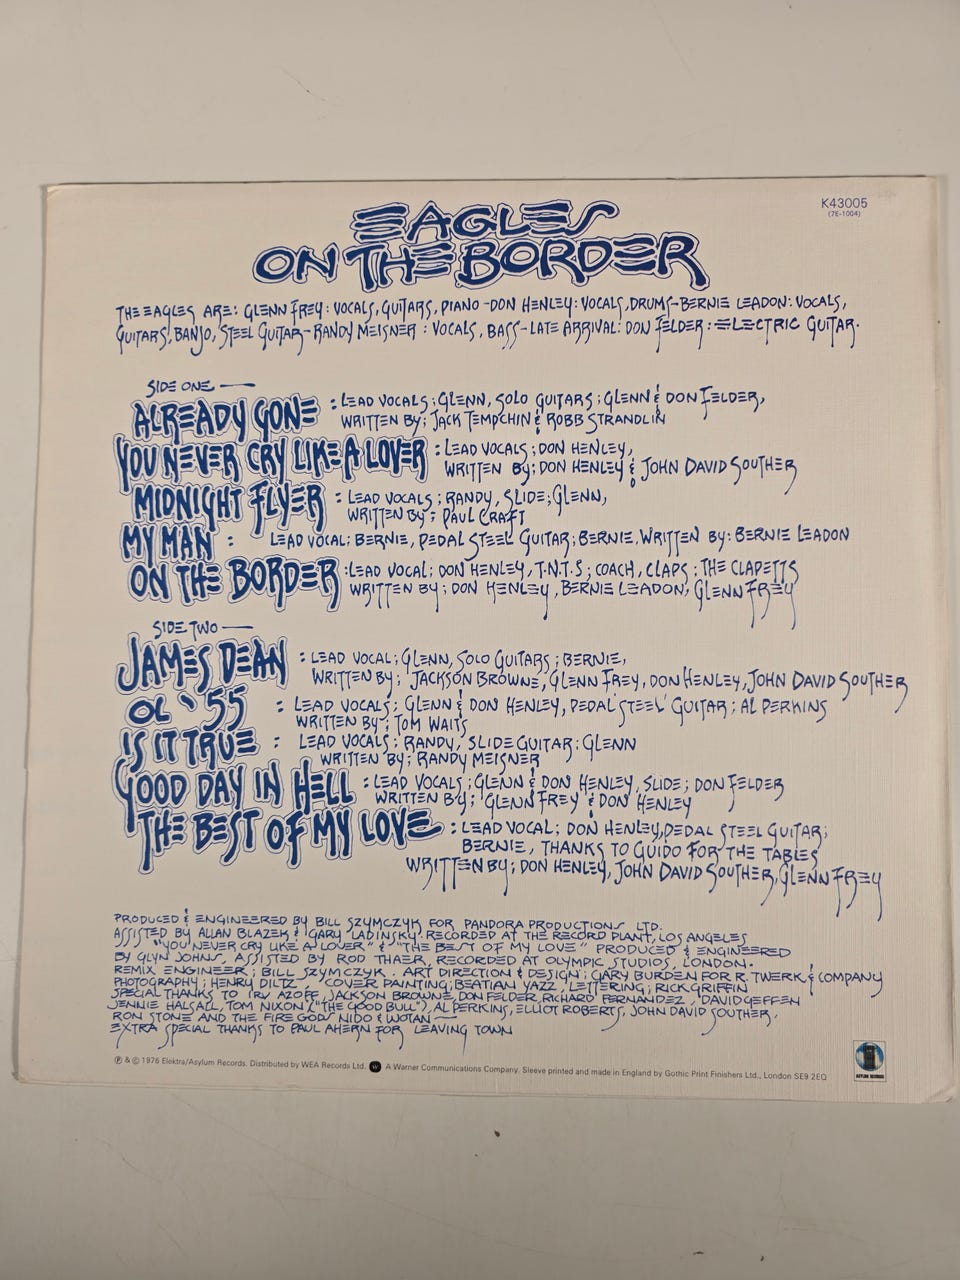 K43005
(7E-1004)
EAGLES
ON THE BORDER
THE EAGLES ARE: GLENN FREY: VOCALS, GUITARS, PIANO - DON HENLEY: VOCALS, DRUMS - BERNIE LEADON: VOCALS,
GUITARS, BANJO, STEEL GUITAR - RANDY MEISNER: VOCALS, BASS - LATE ARRIVAL: DON FELDER: ELECTRIC GUITAR.
SIDE ONE —
ALREADY GONE : LEAD VOCALS; GLENN, SOLO GUITARS; GLENN & DON FELDER,
WRITTEN BY; JACK TEMPCHIN & ROBB STRANDLIN
YOU NEVER CRY LIKE A LOVER : LEAD VOCALS; DON HENLEY,
WRITTEN BY; DON HENLEY & JOHN DAVID SOUTHER
MIDNIGHT FLYER : LEAD VOCALS; RANDY, SLIDE; GLENN,
WRITTEN BY; PAUL CRAFT
MY MAN : LEAD VOCAL; BERNIE, PEDAL STEEL GUITAR; BERNIE, WRITTEN BY: BERNIE LEADON
ON THE BORDER : LEAD VOCAL; DON HENLEY, T.N.T.S; COACH, CLAPS; THE CLAPETTS
WRITTEN BY; DON HENLEY, BERNIE LEADON, GLENN FREY
SIDE TWO —
JAMES DEAN : LEAD VOCAL; GLENN, SOLO GUITARS; BERNIE,
WRITTEN BY; JACKSON BROWNE, GLENN FREY, DON HENLEY, JOHN DAVID SOUTHER
OL '55 : LEAD VOCALS; GLENN & DON HENLEY, PEDAL STEEL GUITAR; AL PERKINS
WRITTEN BY; TOM WAITS
IS IT TRUE : LEAD VOCALS; RANDY, SLIDE GUITAR; GLENN
WRITTEN BY; RANDY MEISNER
GOOD DAY IN HELL : LEAD VOCALS; GLENN & DON HENLEY, SLIDE; DON FELDER
WRITTEN BY; GLENN FREY & DON HENLEY
THE BEST OF MY LOVE : LEAD VOCAL; DON HENLEY, PEDAL STEEL GUITAR;
BERNIE, THANKS TO GUIDO FOR THE TABLES
WRITTEN BY; DON HENLEY, JOHN DAVID SOUTHER, GLENN FREY
PRODUCED & ENGINEERED BY BILL SZYMCZYK FOR PANDORA PRODUCTIONS LTD.
ASSISTED BY ALLAN BLAZEK & GARY LADINSKY. RECORDED AT THE RECORD PLANT, LOS ANGELES
"YOU NEVER CRY LIKE A LOVER" & "THE BEST OF MY LOVE" PRODUCED & ENGINEERED
BY GLYN JOHNS, ASSISTED BY ROD THAER, RECORDED AT OLYMPIC STUDIOS, LONDON.
REMIX ENGINEER; BILL SZYMCZYK. ART DIRECTION & DESIGN; GARY BURDEN FOR R. TWERK & COMPANY
PHOTOGRAPHY; HENRY DILTZ, COVER PAINTING; BEATIAN YAZZ, LETTERING; RICK GRIFFIN
SPECIAL THANKS TO IRV AZOFF, JACKSON BROWNE, DON FELDER, RICHARD FERNANDEZ, DAVID GEFFEN
JENNIE HALSALL, TOM NIXON ("THE GOOD BULL"), AL PERKINS, ELLIOT ROBERTS, JOHN DAVID SOUTHER,
RON STONE AND THE FIRE GODS NIDO & WOTAN —
EXTRA SPECIAL THANKS TO PAUL AHERN FOR LEAVING TOWN
℗ & © 1976 Elektra/Asylum Records. Distributed by WEA Records Ltd. W A Warner Communications Company. Sleeve printed and made in England by Gothic Print Finishers Ltd., London SE9 2EQ
ASYLUM RECORDS